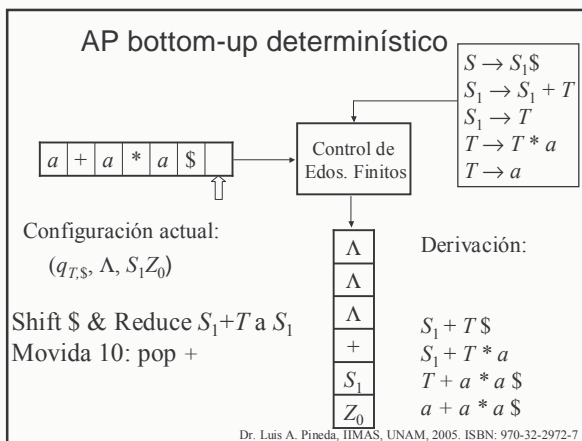 AP bottom-up determinístico
S → S₁$
S₁ → S₁ + T
S₁ → T
T → T * a
T → a
a + a * a $
Control de
Edos. Finitos
Configuración actual:
(q_T,$, Λ, S₁Z₀)
Shift $ & Reduce S₁+T a S₁
Movida 10: pop +
Λ
Λ
Λ
+
S₁
Z₀
Derivación:
S₁ + T $
S₁ + T * a
T + a * a $
a + a * a $
Dr. Luis A. Pineda, IIMAS, UNAM, 2005. ISBN: 970-32-2972-7